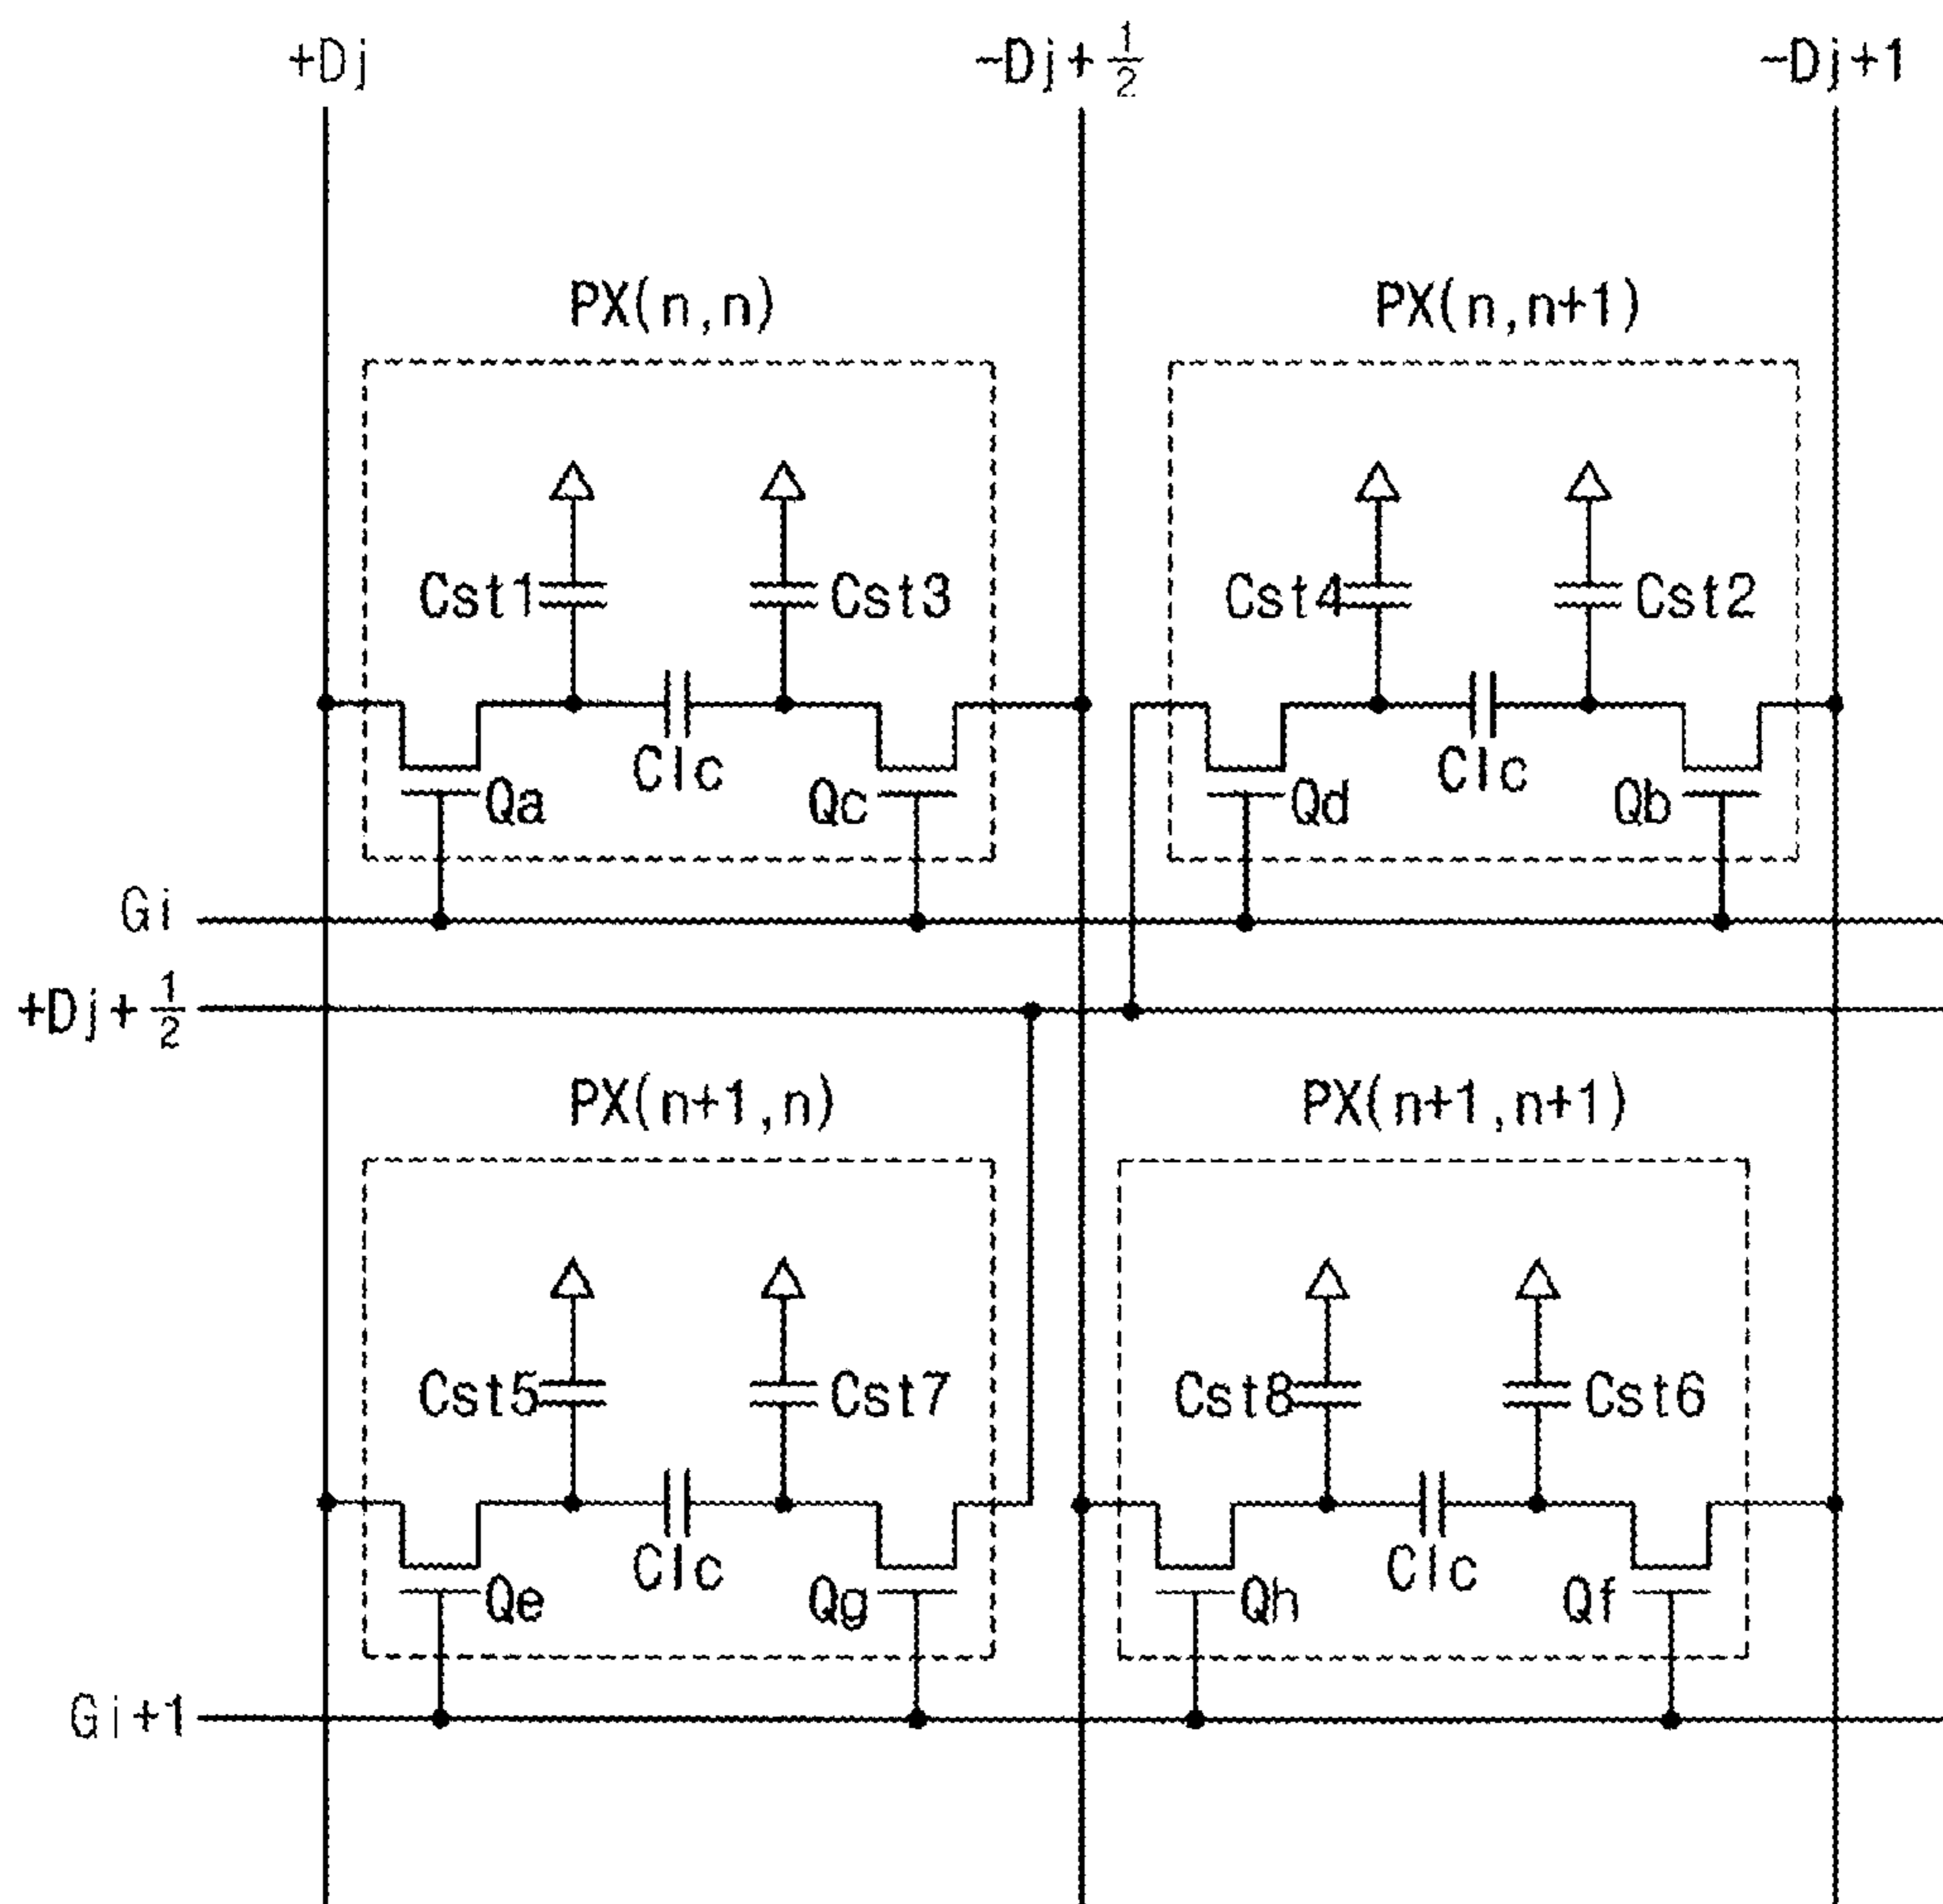 +Dj -Dj+1/2 -Dj+1
PX(n,n) PX(n,n+1)
Cst1 Cst3 Cst4 Cst2
Clc Clc
Qa Qc Qd Qb
Gi
+Dj+1/2
PX(n+1,n) PX(n+1,n+1)
Cst5 Cst7 Cst8 Cst6
Clc Clc
Qe Qg Qh Qf
Gi+1